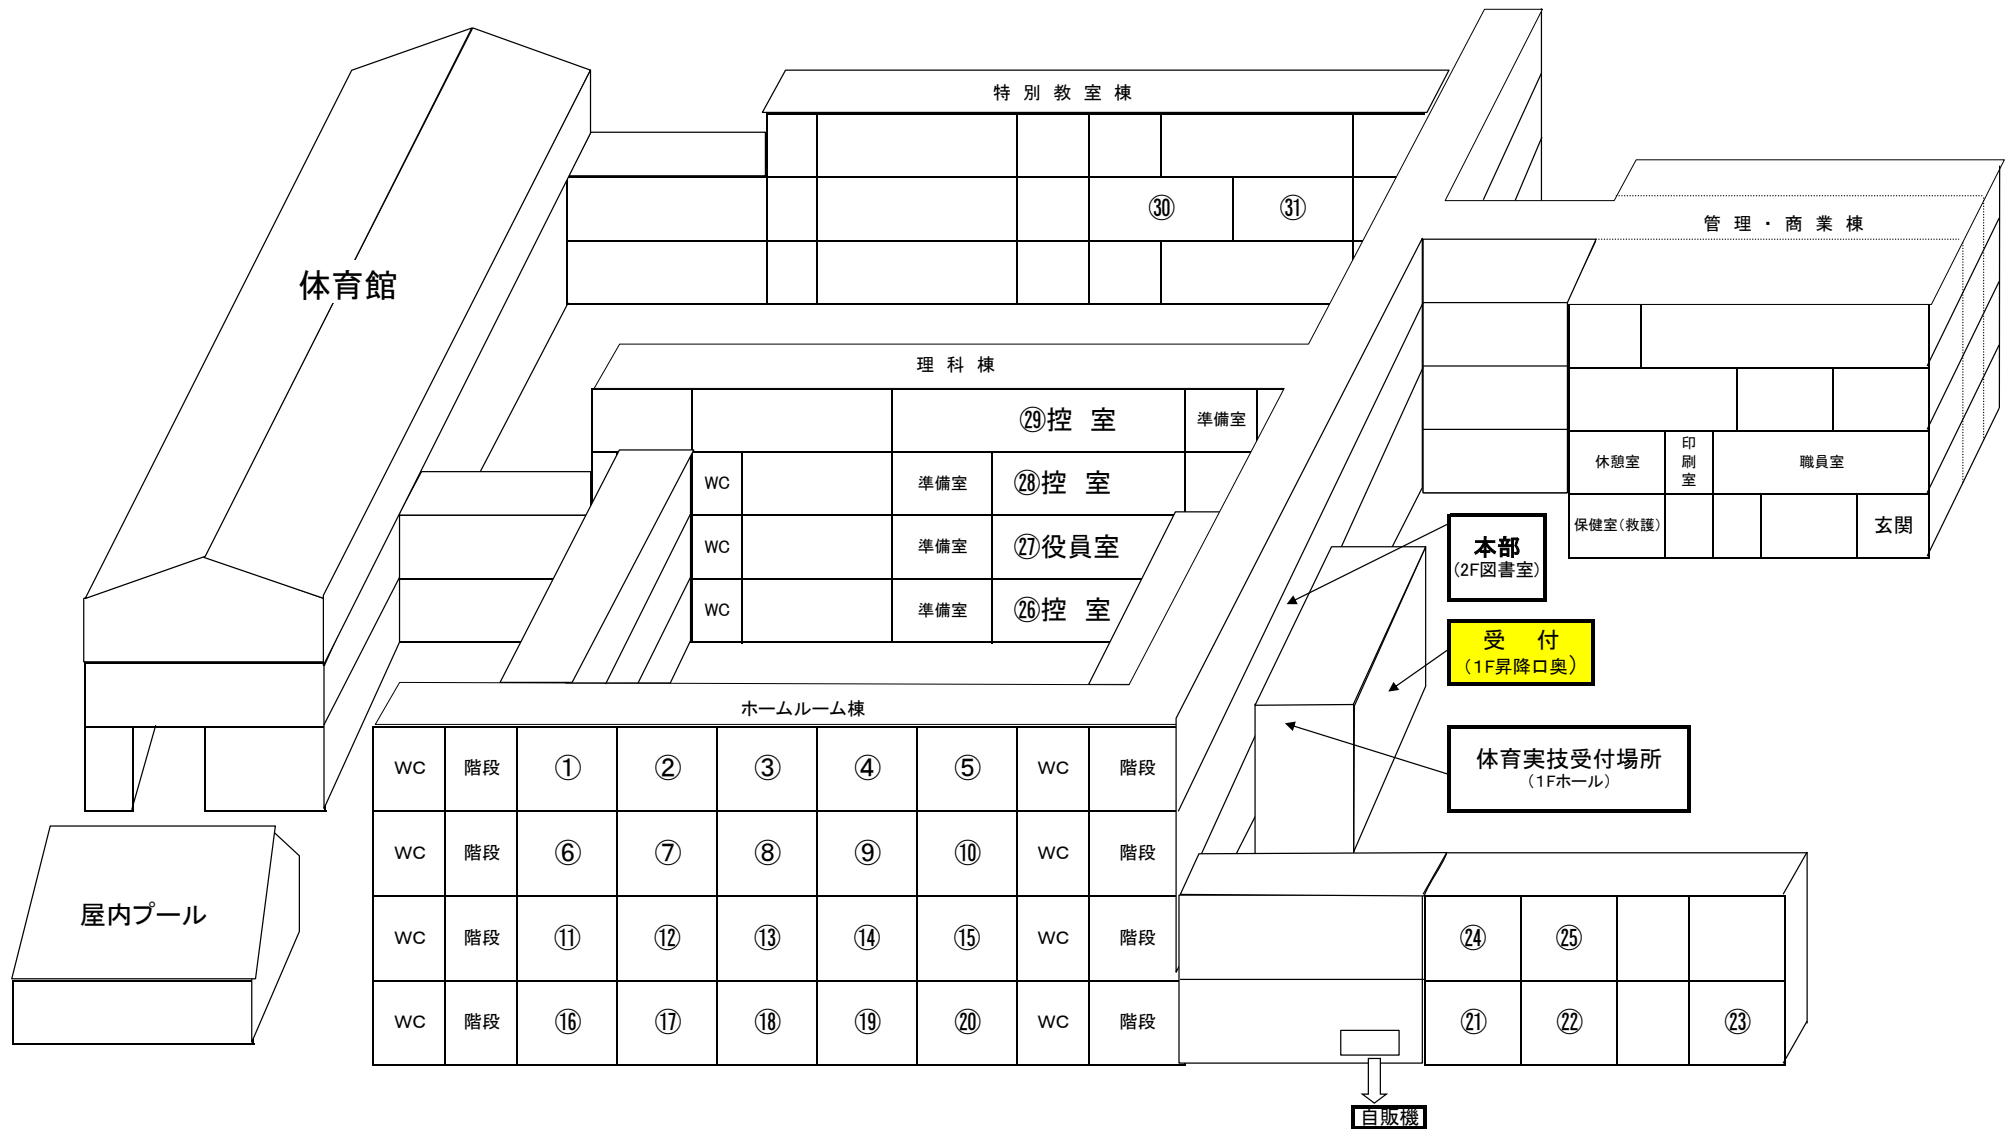 特 別 教 室 棟
㉚ ㉛
管 理 ・ 商 業 棟
体育館
理 科 棟
㉙控 室 準備室
WC 準備室 ㉘控 室
WC 準備室 ㉗役員室
WC 準備室 ㉖控 室
休憩室 印刷室 職員室
保健室(救護) 玄関
本部
(2F図書室)
受 付
(1F昇降口奥)
体育実技受付場所
(1Fホール)
ホームルーム棟
WC 階段 ① ② ③ ④ ⑤ WC 階段
WC 階段 ⑥ ⑦ ⑧ ⑨ ⑩ WC 階段
WC 階段 ⑪ ⑫ ⑬ ⑭ ⑮ WC 階段
WC 階段 ⑯ ⑰ ⑱ ⑲ ⑳ WC 階段
屋内プール
㉔ ㉕
㉑ ㉒ ㉓
自販機